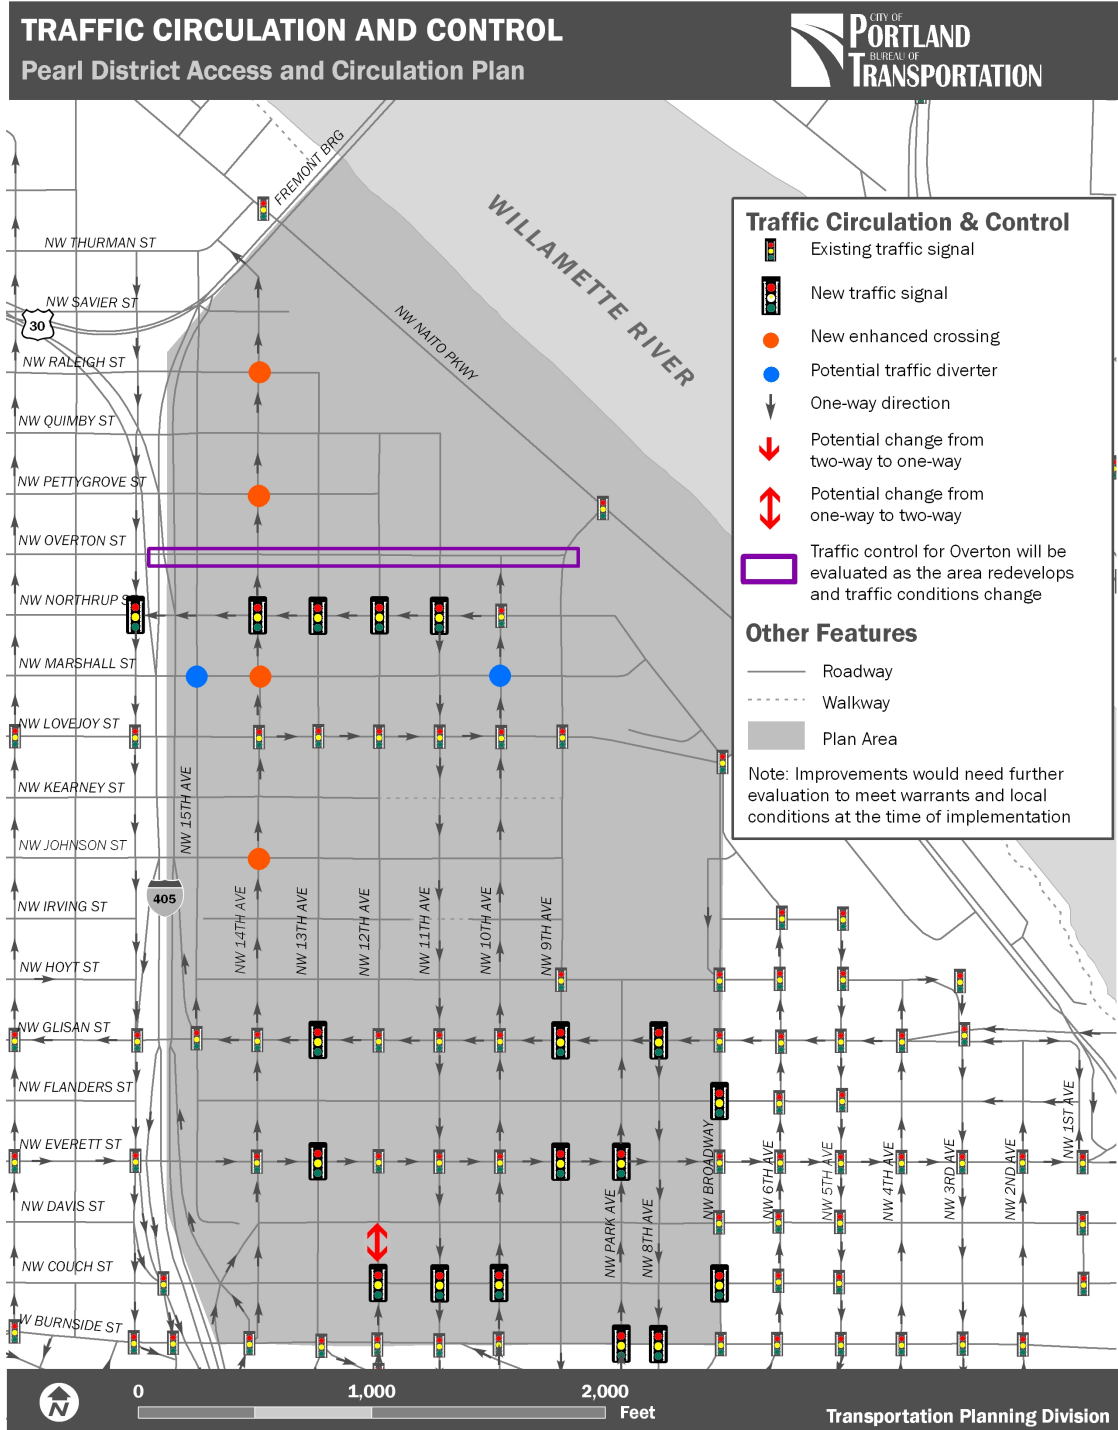 TRAFFIC CIRCULATION AND CONTROL
Pearl District Access and Circulation Plan
CITY OF
PORTLAND
BUREAU OF
TRANSPORTATION
FREMONT BRG
WILLAMETTE RIVER
NW NAITO PKWY
NW THURMAN ST
NW SAVIER ST
30
NW RALEIGH ST
NW QUIMBY ST
NW PETTYGROVE ST
NW OVERTON ST
NW NORTHRUP S
NW MARSHALL ST
NW LOVEJOY ST
NW KEARNEY ST
NW JOHNSON ST
405
NW IRVING ST
NW HOYT ST
NW GLISAN ST
NW FLANDERS ST
NW EVERETT ST
NW DAVIS ST
NW COUCH ST
W BURNSIDE ST
NW 15TH AVE
NW 14TH AVE
NW 13TH AVE
NW 12TH AVE
NW 11TH AVE
NW 10TH AVE
NW 9TH AVE
NW PARK AVE
NW 8TH AVE
NW BROADWAY
NW 6TH AVE
NW 5TH AVE
NW 4TH AVE
NW 3RD AVE
NW 2ND AVE
NW 1ST AVE
Traffic Circulation & Control
Existing traffic signal
New traffic signal
New enhanced crossing
Potential traffic diverter
One-way direction
Potential change from
two-way to one-way
Potential change from
one-way to two-way
Traffic control for Overton will be
evaluated as the area redevelops
and traffic conditions change
Other Features
Roadway
Walkway
Plan Area
Note: Improvements would need further
evaluation to meet warrants and local
conditions at the time of implementation
N
0 1,000 2,000
Feet
Transportation Planning Division